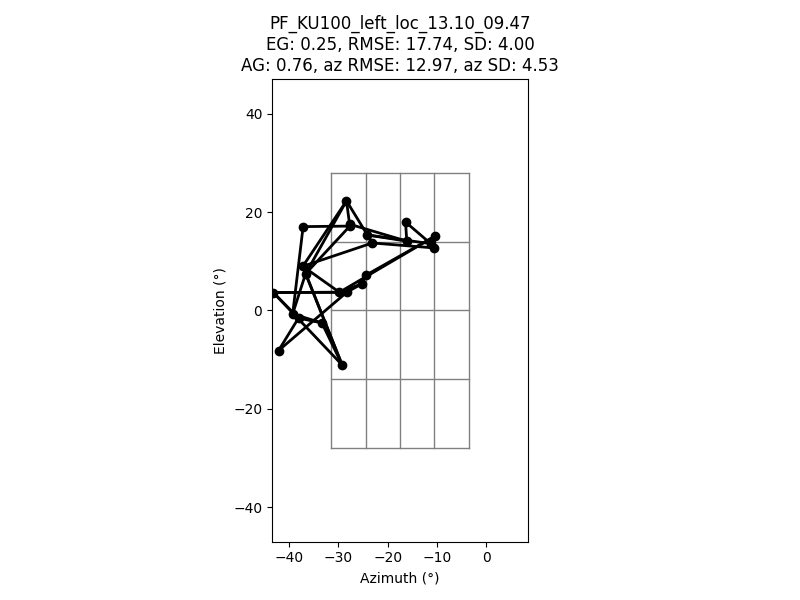 PF_KU100_left_loc_13.10_09.47
EG: 0.25, RMSE: 17.74, SD: 4.00
AG: 0.76, az RMSE: 12.97, az SD: 4.53
40
20
0
−20
−40
Elevation (°)
−40 −30 −20 −10 0
Azimuth (°)